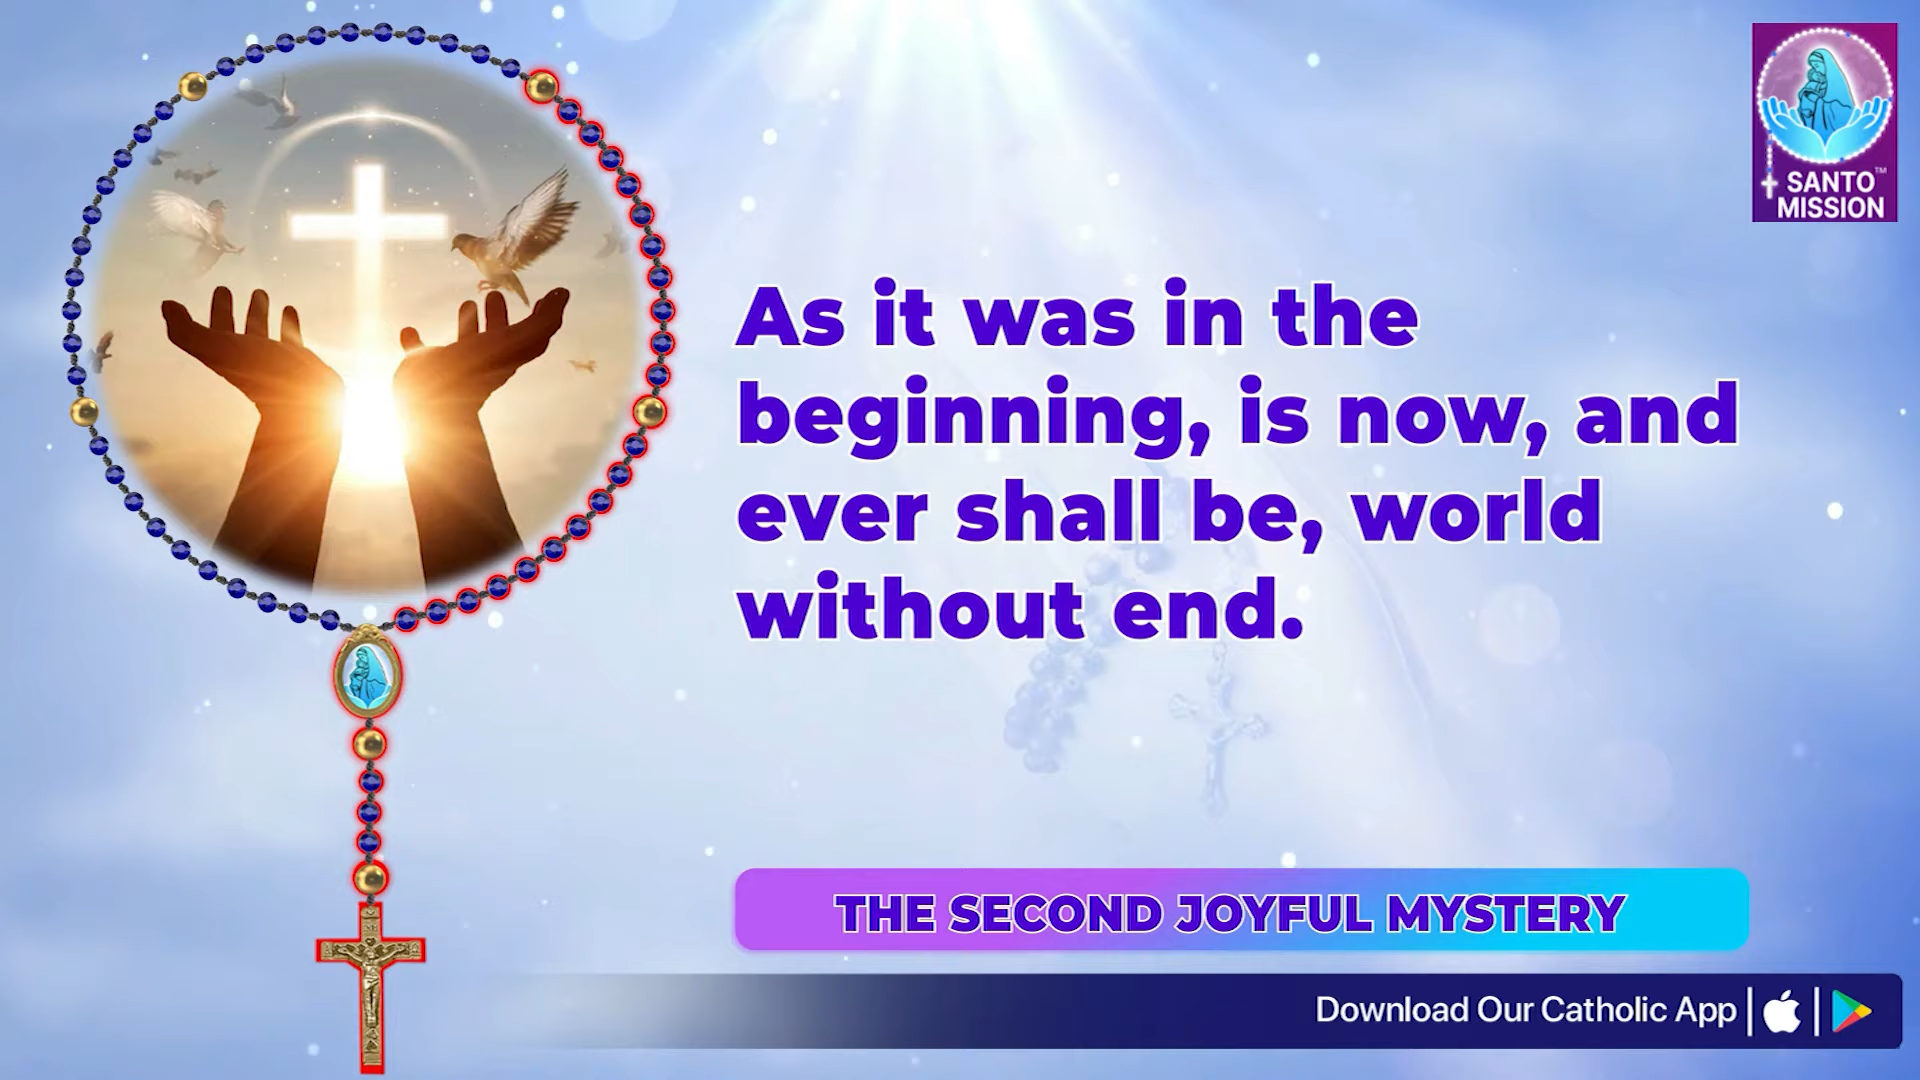 SANTO™
MISSION
As it was in the
beginning, is now, and
ever shall be, world
without end.
THE SECOND JOYFUL MYSTERY
Download Our Catholic App